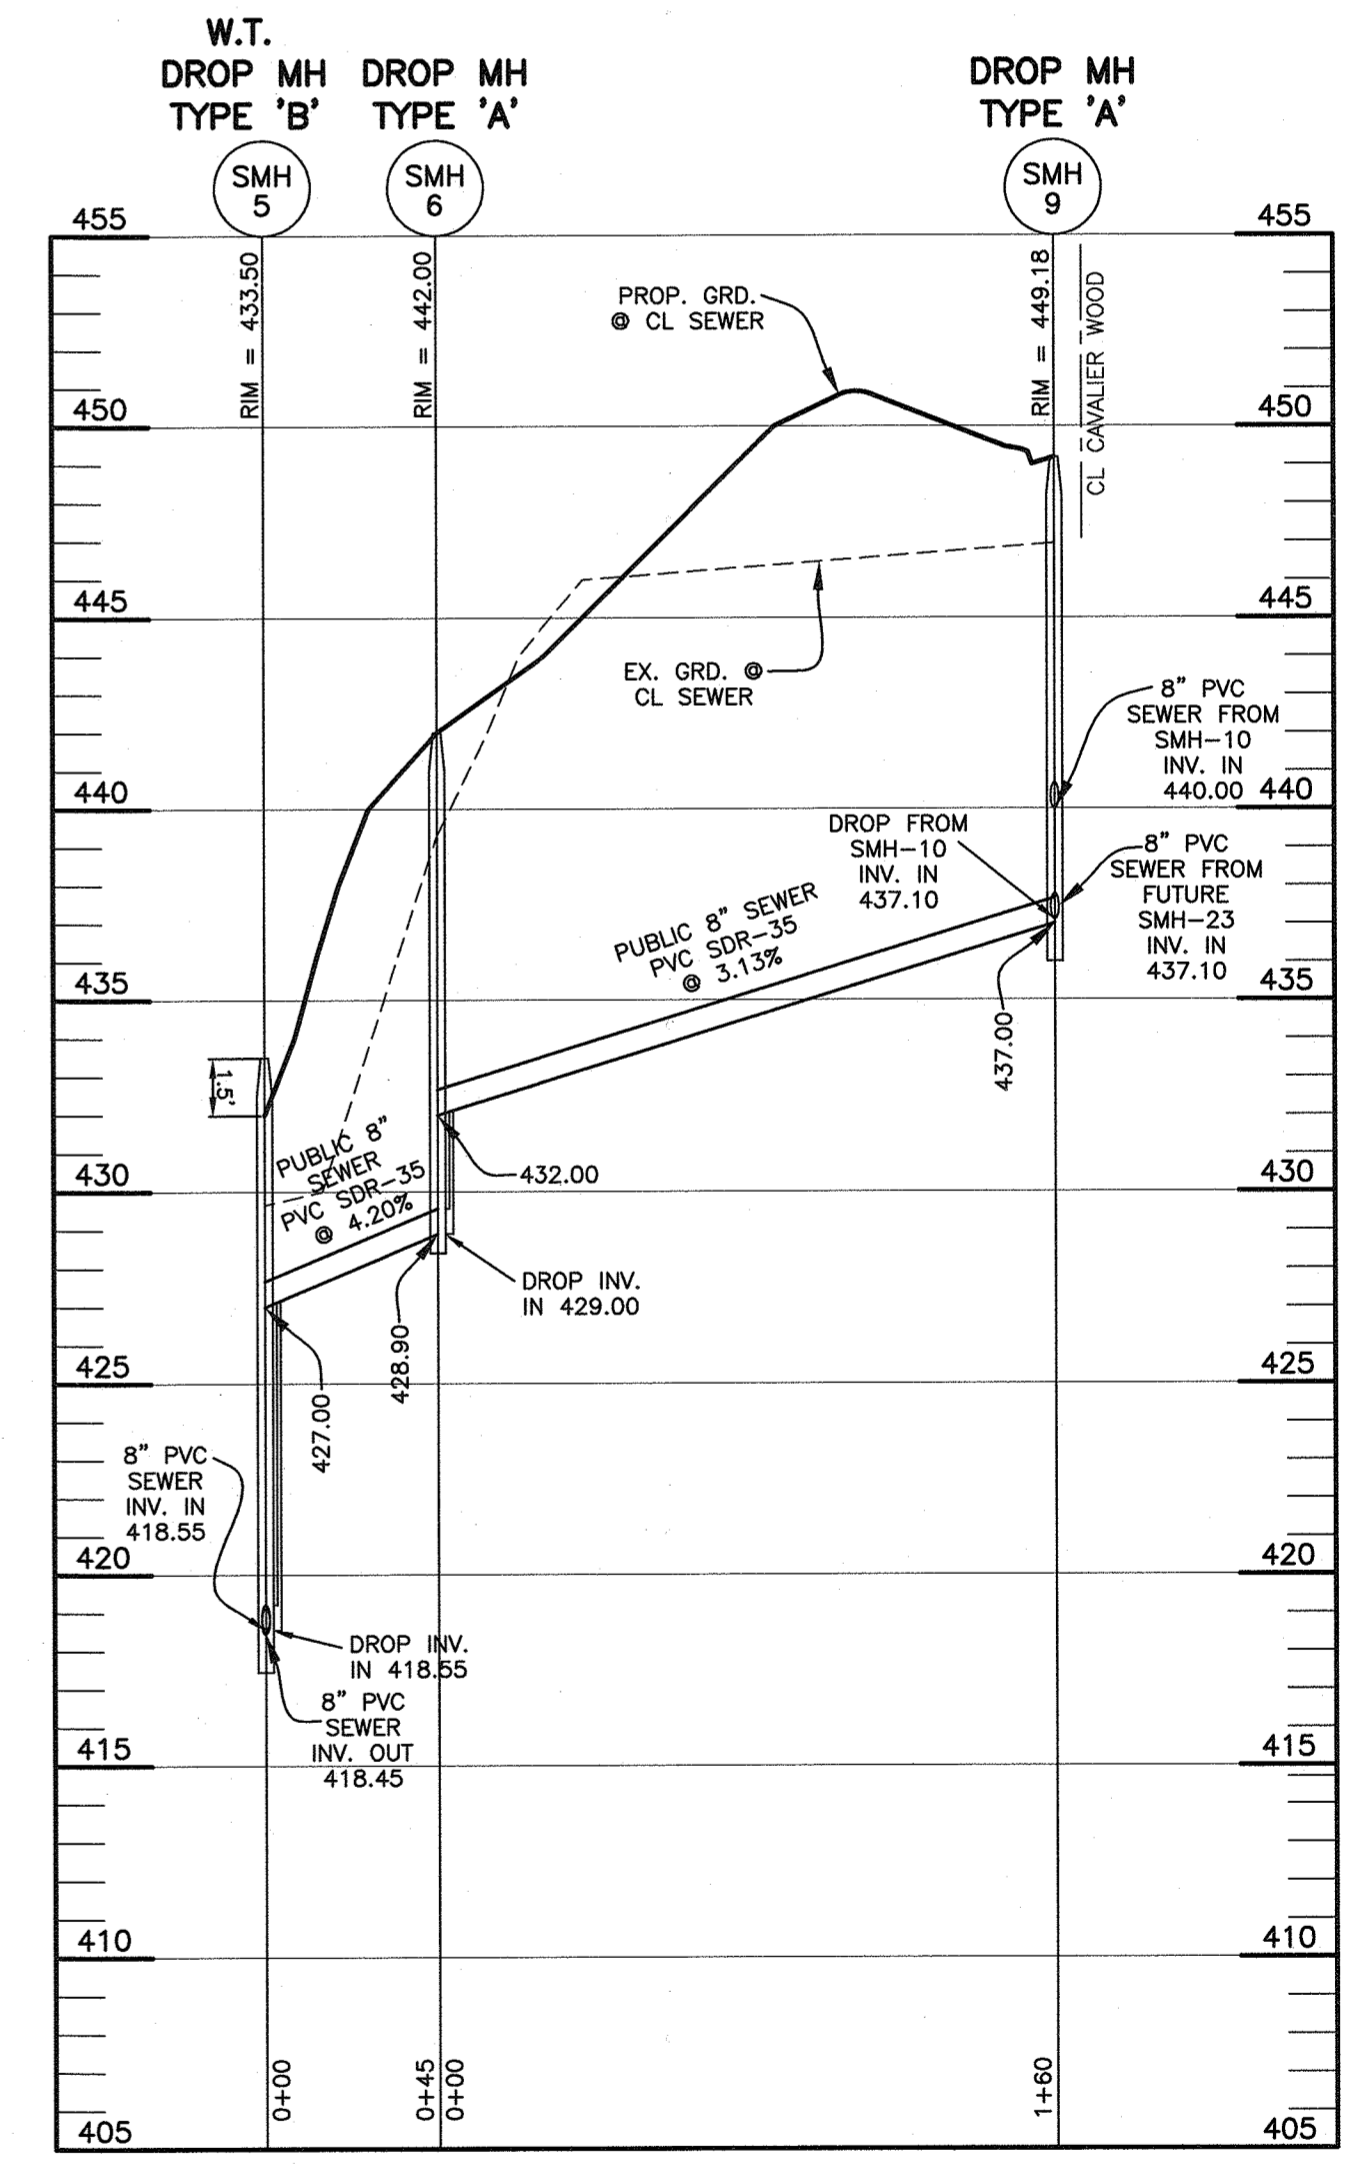 W.T.
DROP MH
TYPE 'B'
DROP MH
TYPE 'A'
DROP MH
TYPE 'A'
SMH
5
SMH
6
SMH
9
455
455
RIM = 433.50
RIM = 442.00
RIM = 449.18
CL CAVALIER WOOD
PROP. GRD.
@ CL SEWER
450
450
445
445
EX. GRD. @
CL SEWER
8" PVC
SEWER FROM
SMH-10
INV. IN
440.00
440
440
DROP FROM
SMH-10
INV. IN
437.10
8" PVC
SEWER FROM
FUTURE
SMH-23
INV. IN
437.10
PUBLIC 8" SEWER
PVC SDR-35
@ 3.13%
435
435
437.00
1.5'
PUBLIC 8"
SEWER
PVC SDR-35
@ 4.20%
432.00
430
430
DROP INV.
IN 429.00
428.90
427.00
425
425
8" PVC
SEWER
INV. IN
418.55
420
420
DROP INV.
IN 418.55
8" PVC
SEWER
INV. OUT
418.45
415
415
410
410
0+00
0+45
0+00
1+60
405
405